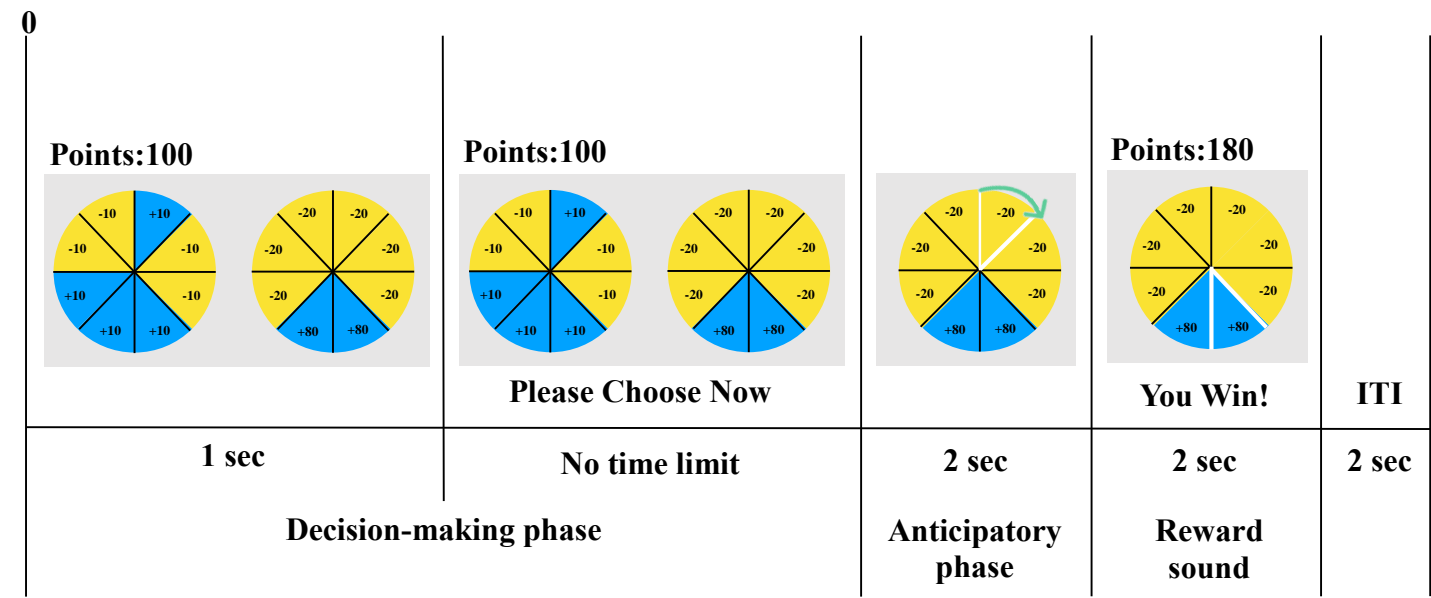 0
Points:100
-10 +10
-10 -10
+10 -10
+10 +10
-20 -20
-20 -20
-20 -20
+80 +80
Points:100
-10 +10
-10 -10
+10 -10
+10 +10
-20 -20
-20 -20
-20 -20
+80 +80
Please Choose Now
-20 -20
-20 -20
-20 -20
+80 +80
Points:180
-20 -20
-20 -20
-20 -20
+80 +80
You Win!
ITI
1 sec
No time limit
2 sec
2 sec
2 sec
Decision-making phase
Anticipatory
phase
Reward
sound